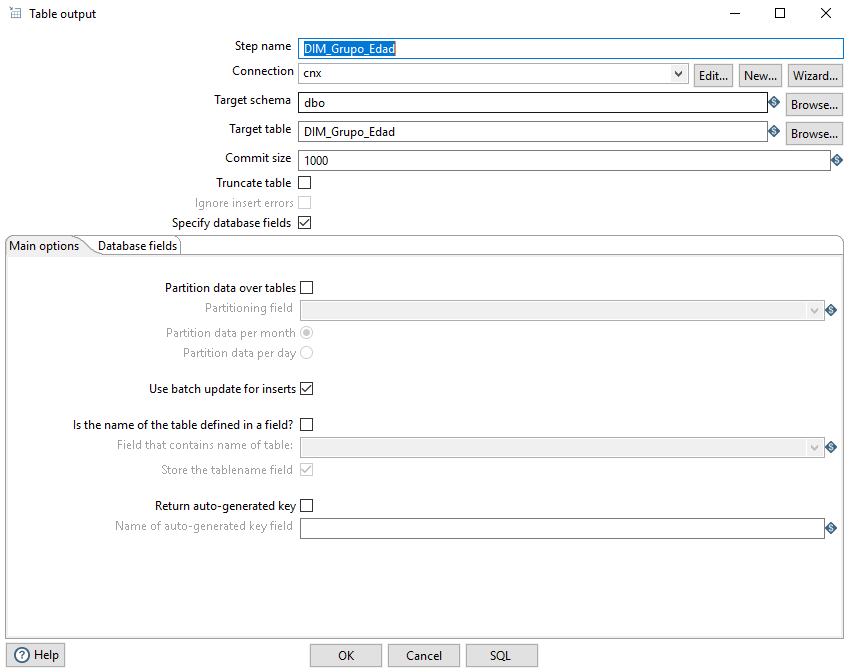 Table output
Step name DIM_Grupo_Edad
Connection cnx Edit... New... Wizard...
Target schema dbo Browse...
Target table DIM_Grupo_Edad Browse...
Commit size 1000
Truncate table
Ignore insert errors
Specify database fields
Main options Database fields
Partition data over tables
Partitioning field
Partition data per month
Partition data per day
Use batch update for inserts
Is the name of the table defined in a field?
Field that contains name of table:
Store the tablename field
Return auto-generated key
Name of auto-generated key field
Help OK Cancel SQL